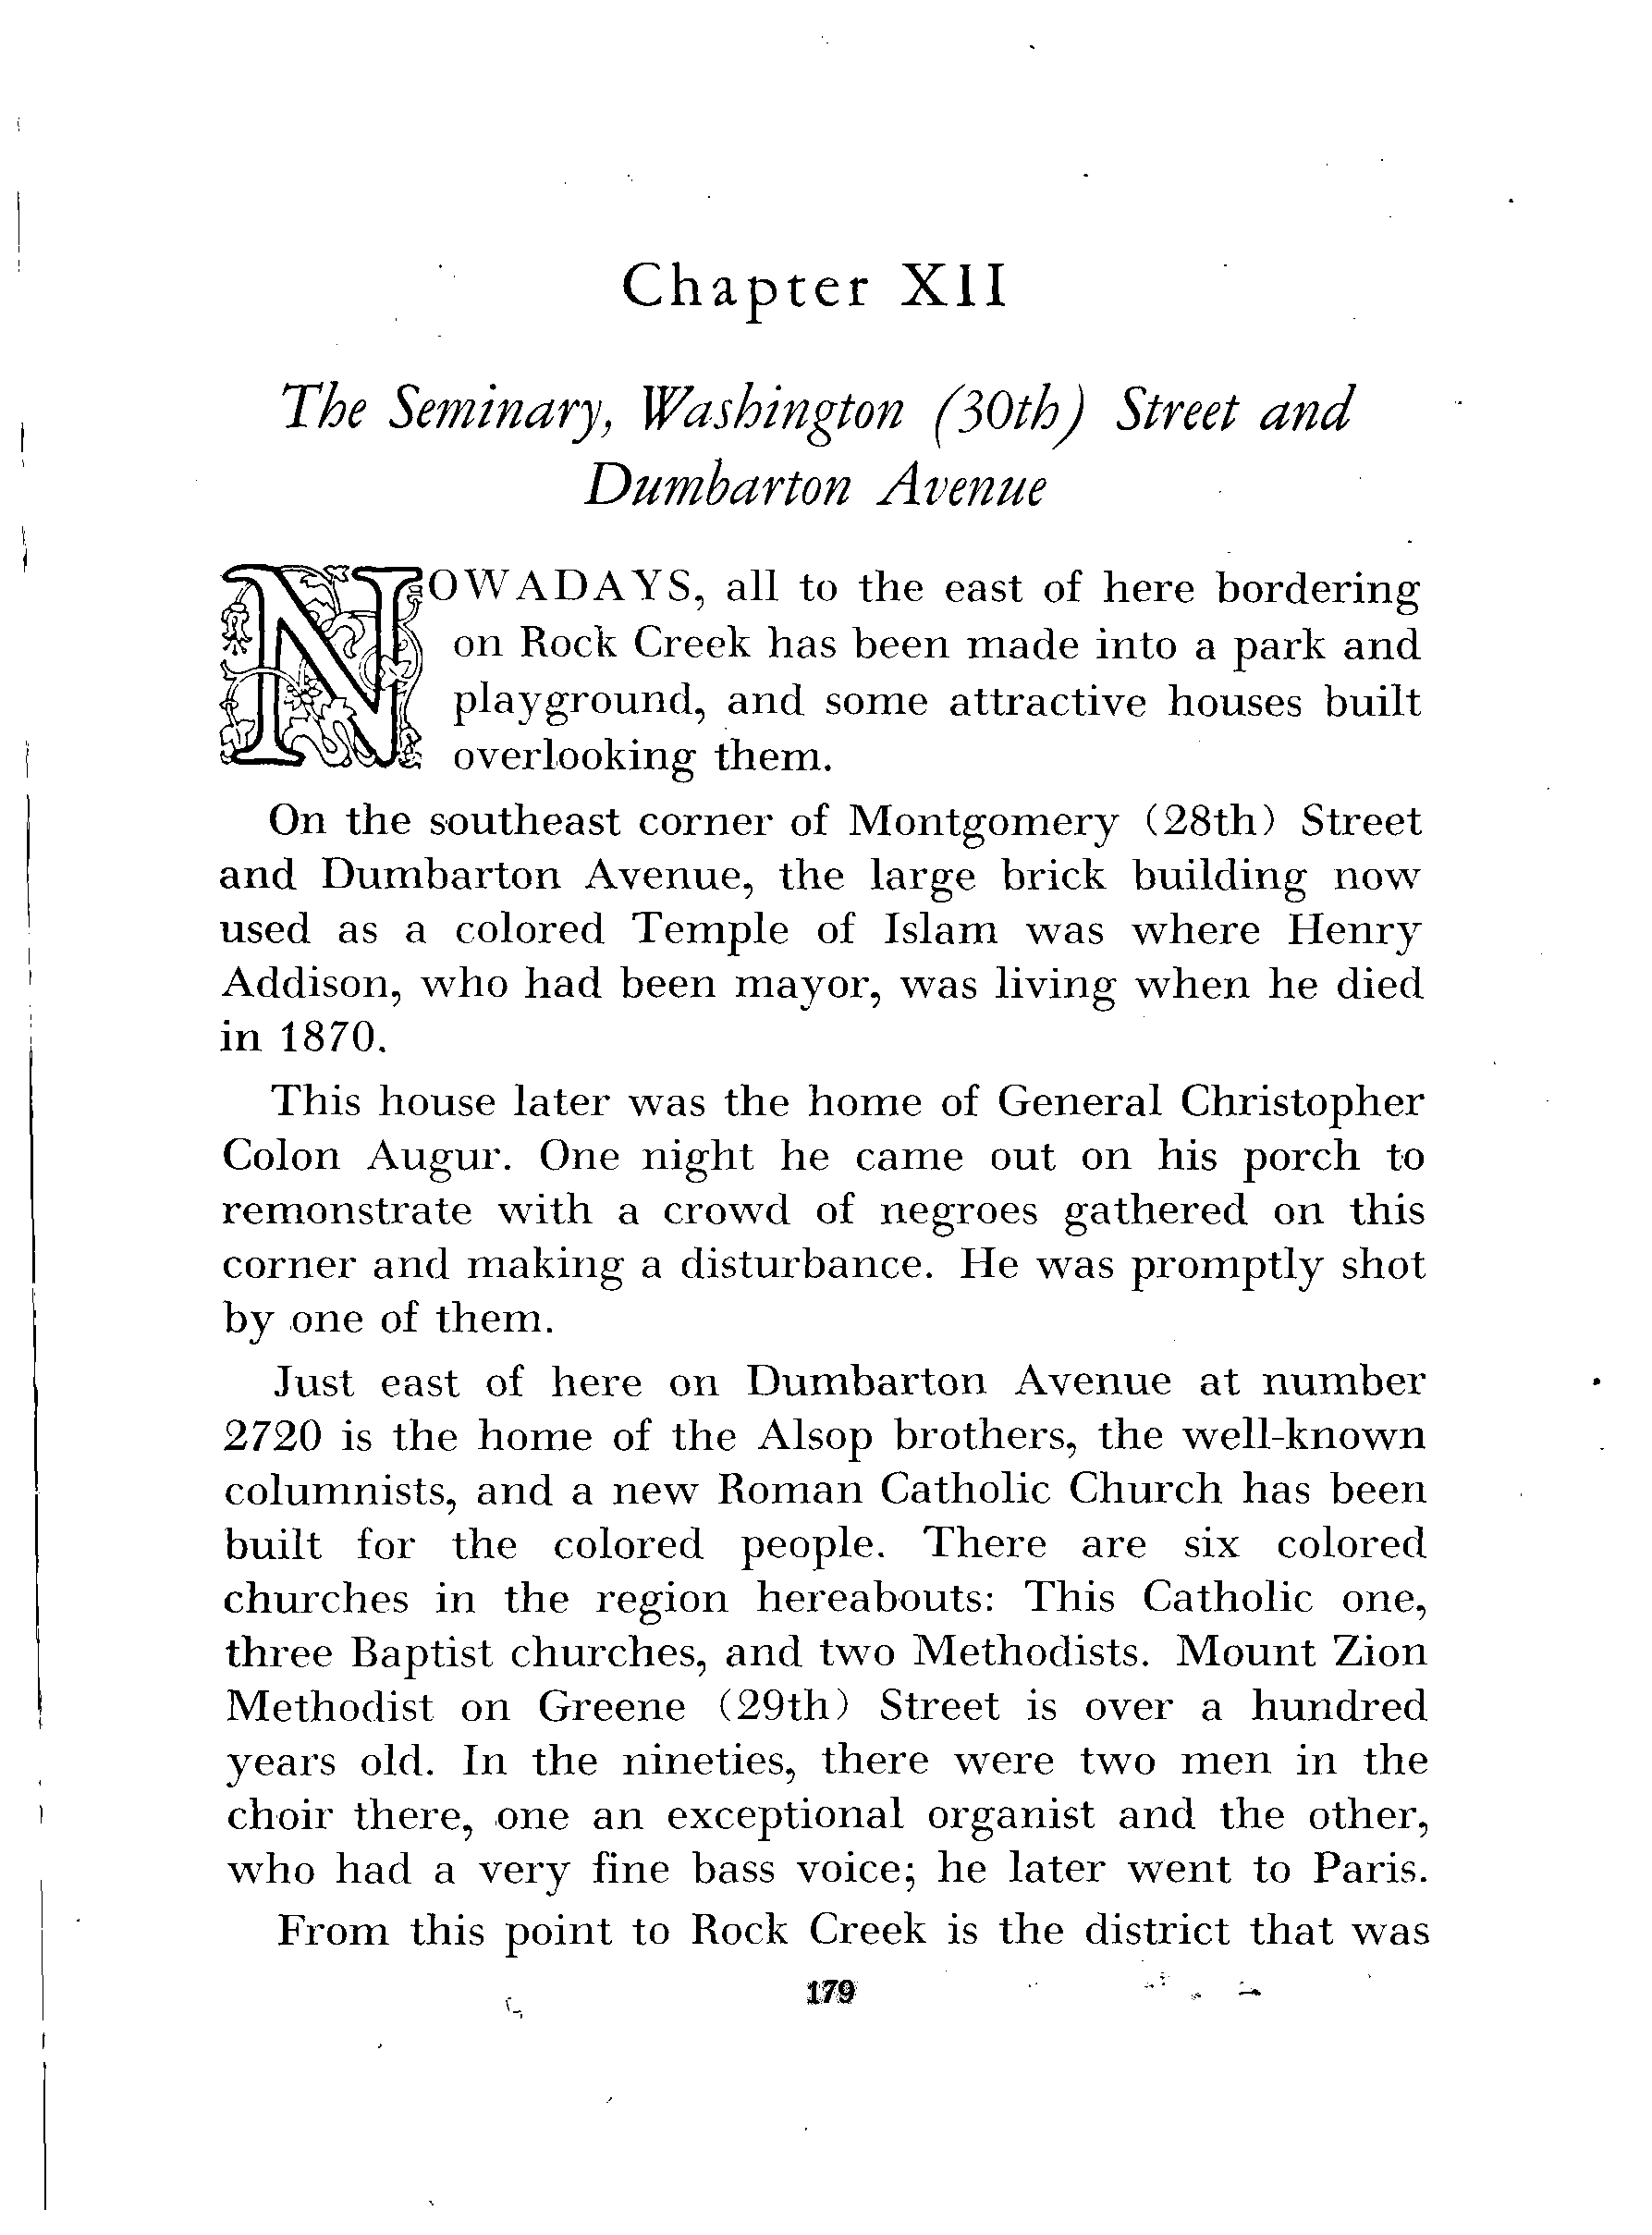 Chapter XII
The Seminary, Washington (30th) Street and
Dumbarton Avenue
NOWADAYS, all to the east of here bordering
on Rock Creek has been made into a park and
playground, and some attractive houses built
overlooking them.
On the southeast corner of Montgomery (28th) Street
and Dumbarton Avenue, the large brick building now
used as a colored Temple of Islam was where Henry
Addison, who had been mayor, was living when he died
in 1870.
This house later was the home of General Christopher
Colon Augur. One night he came out on his porch to
remonstrate with a crowd of negroes gathered on this
corner and making a disturbance. He was promptly shot
by one of them.
Just east of here on Dumbarton Avenue at number
2720 is the home of the Alsop brothers, the well-known
columnists, and a new Roman Catholic Church has been
built for the colored people. There are six colored
churches in the region hereabouts: This Catholic one,
three Baptist churches, and two Methodists. Mount Zion
Methodist on Greene (29th) Street is over a hundred
years old. In the nineties, there were two men in the
choir there, one an exceptional organist and the other,
who had a very fine bass voice; he later went to Paris.
From this point to Rock Creek is the district that was
179